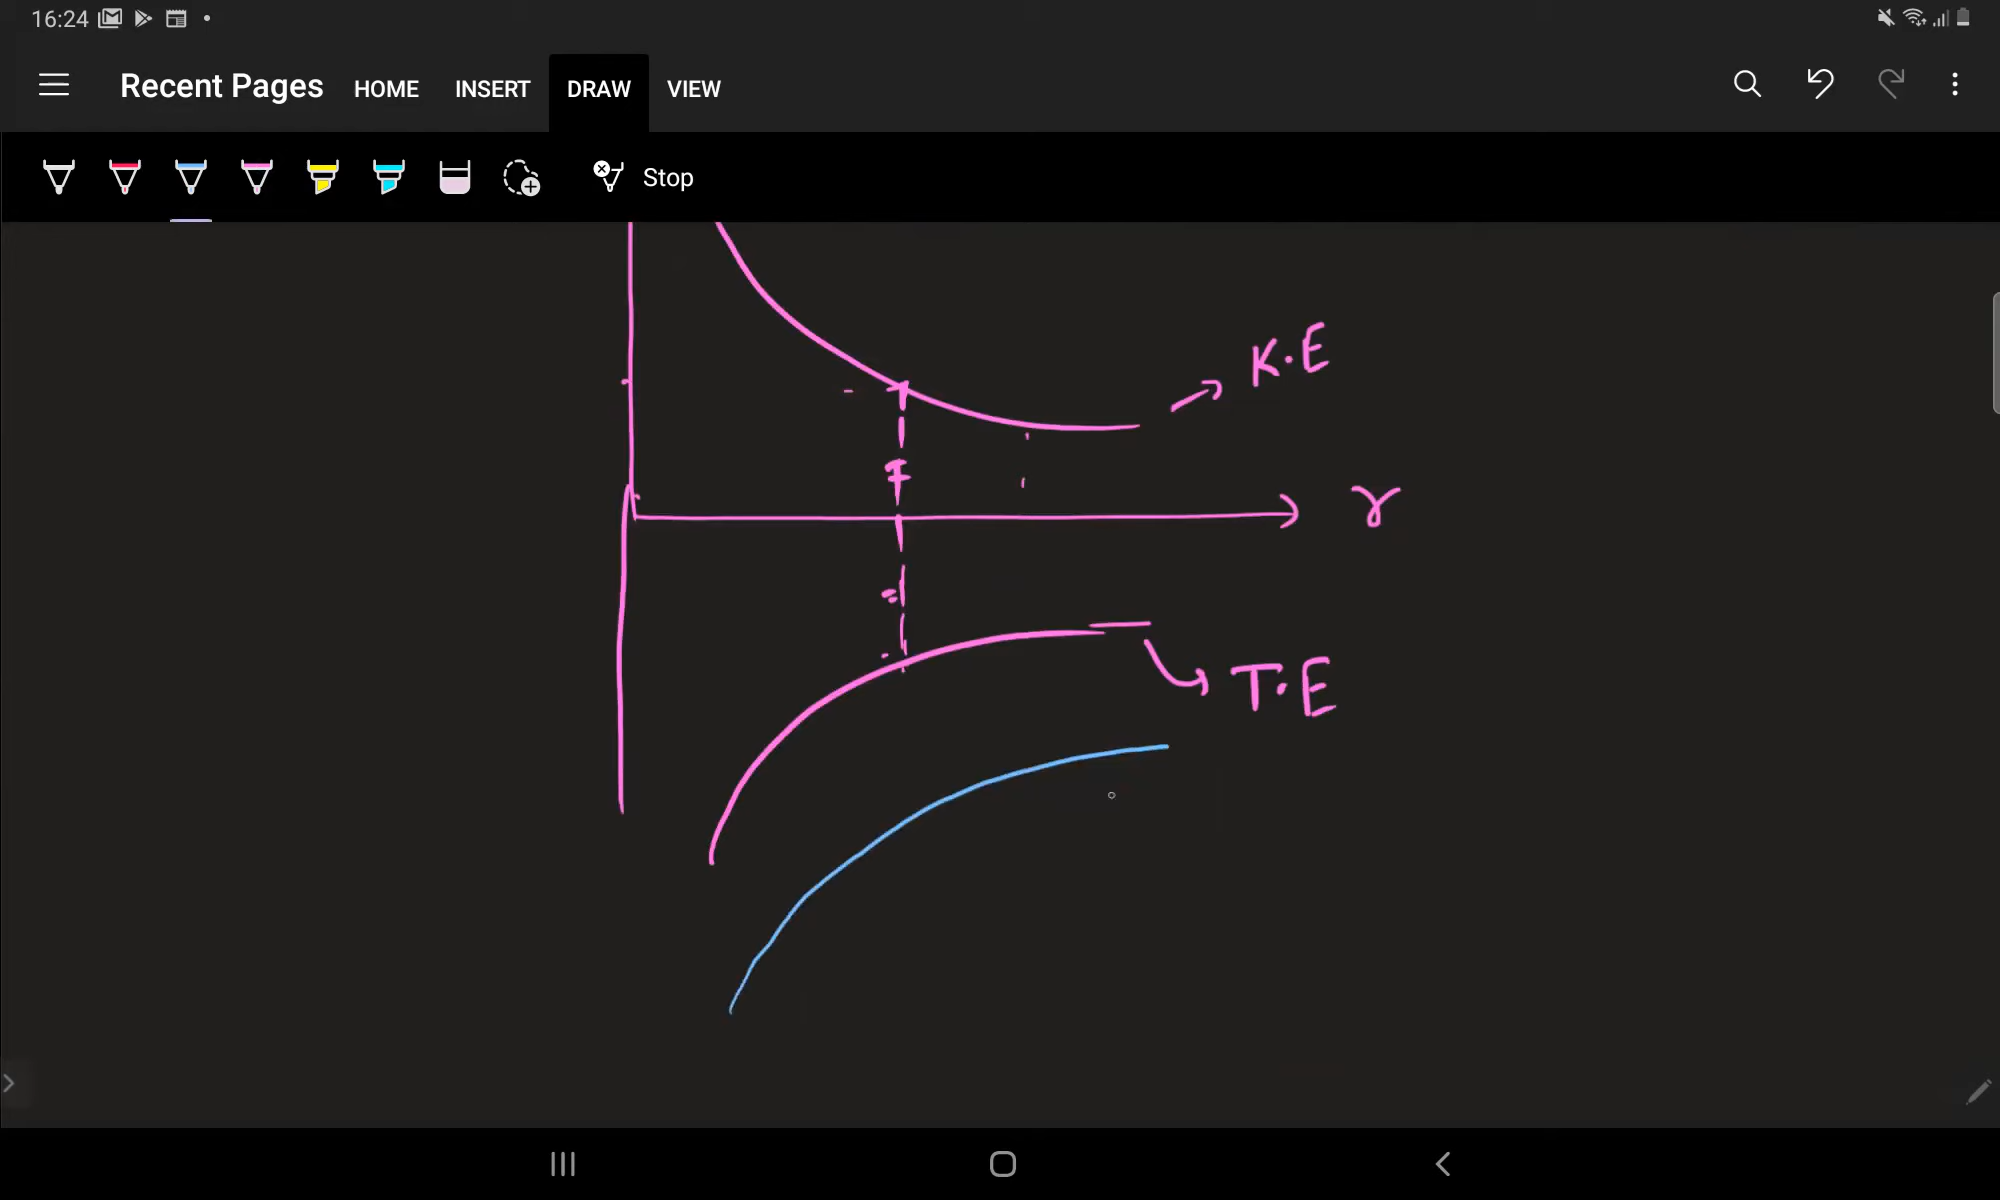 16:24
Recent Pages HOME INSERT DRAW VIEW
Stop
K.E
r
T.E